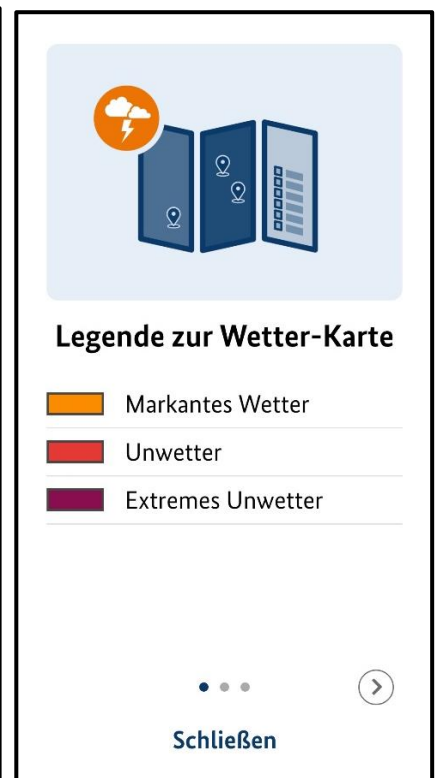 Legende zur Wetter-Karte
Markantes Wetter
Unwetter
Extremes Unwetter
Schließen